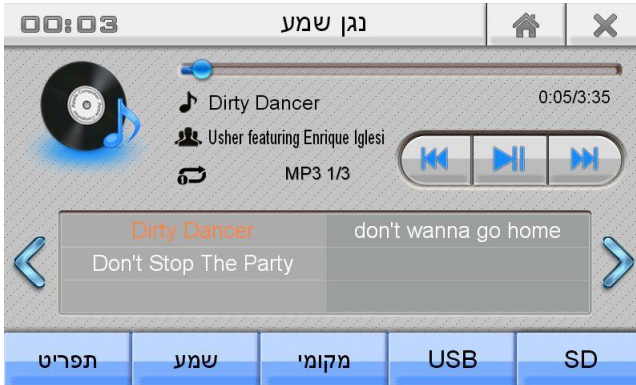 00:03 נגן שמע
Dirty Dancer 0:05/3:35
Usher featuring Enrique Iglesi
MP3 1/3
Dirty Dancer don't wanna go home
Don't Stop The Party
תפריט שמע מקומי USB SD